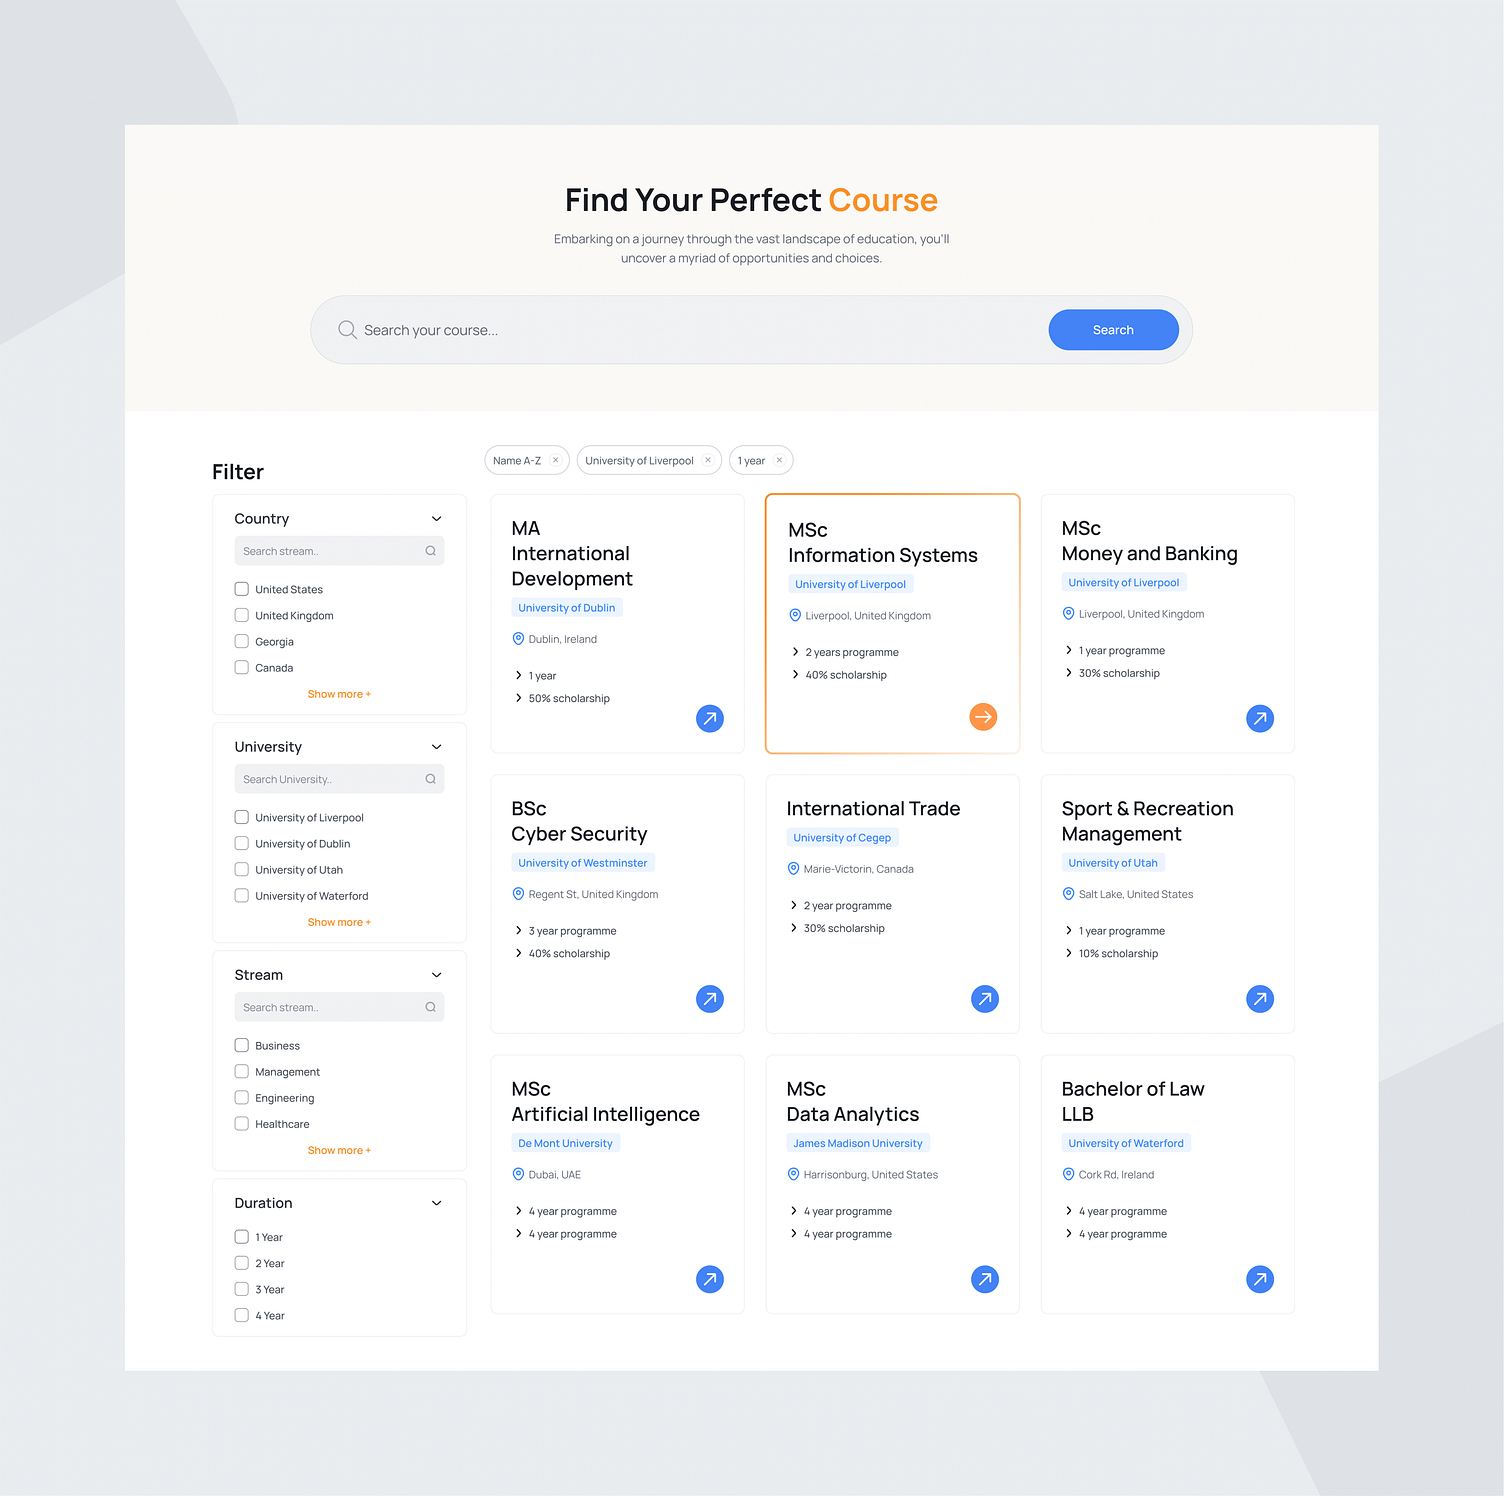 Find Your Perfect Course
Embarking on a journey through the vast landscape of education, you'll
uncover a myriad of opportunities and choices.
Search your course...
Search
Filter
Country
Search stream..
United States
United Kingdom
Georgia
Canada
Show more +
University
Search University..
University of Liverpool
University of Dublin
University of Utah
University of Waterford
Show more +
Stream
Search stream..
Business
Management
Engineering
Healthcare
Show more +
Duration
1 Year
2 Year
3 Year
4 Year
Name A-Z
University of Liverpool
1 year
MA
International
Development
University of Dublin
Dublin, Ireland
1 year
50% scholarship
MSc
Information Systems
University of Liverpool
Liverpool, United Kingdom
2 years programme
40% scholarship
MSc
Money and Banking
University of Liverpool
Liverpool, United Kingdom
1 year programme
30% scholarship
BSc
Cyber Security
University of Westminster
Regent St, United Kingdom
3 year programme
40% scholarship
International Trade
University of Cegep
Marie-Victorin, Canada
2 year programme
30% scholarship
Sport & Recreation
Management
University of Utah
Salt Lake, United States
1 year programme
10% scholarship
MSc
Artificial Intelligence
De Mont University
Dubai, UAE
4 year programme
4 year programme
MSc
Data Analytics
James Madison University
Harrisonburg, United States
4 year programme
4 year programme
Bachelor of Law
LLB
University of Waterford
Cork Rd, Ireland
4 year programme
4 year programme